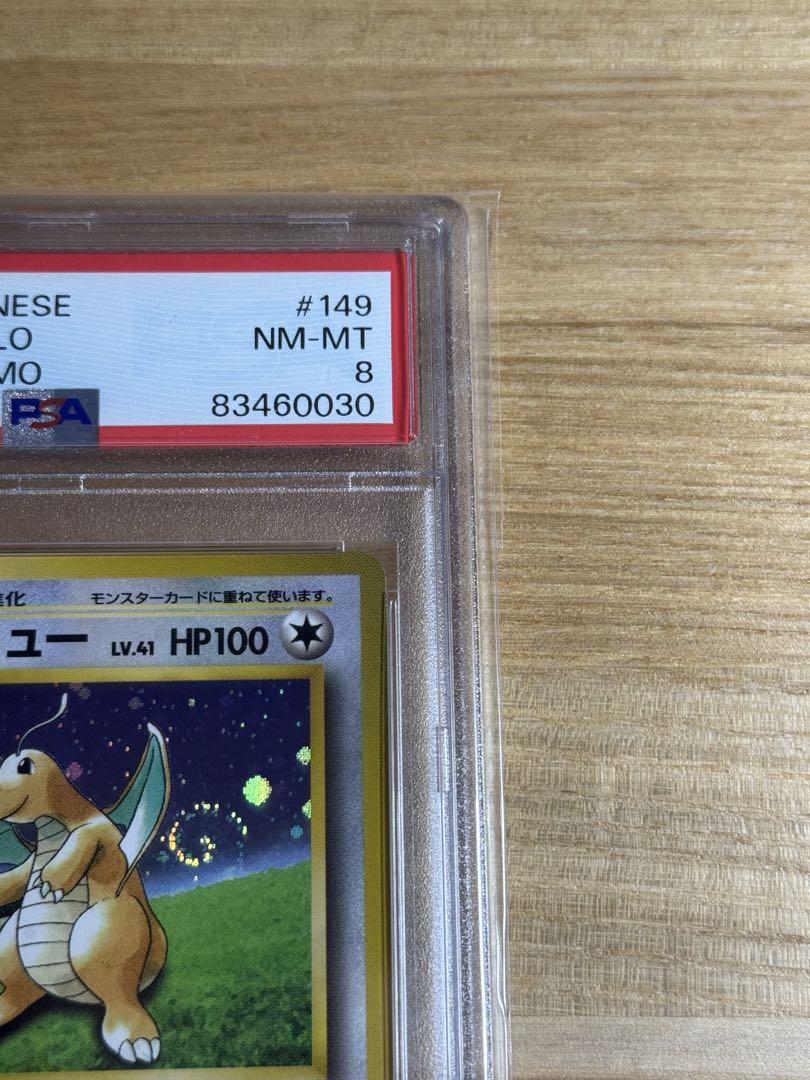 NESE #149
LO NM-MT
MO 8
PSA 83460030
化 モンスターカードに重ねて使います。
ュー LV.41 HP100